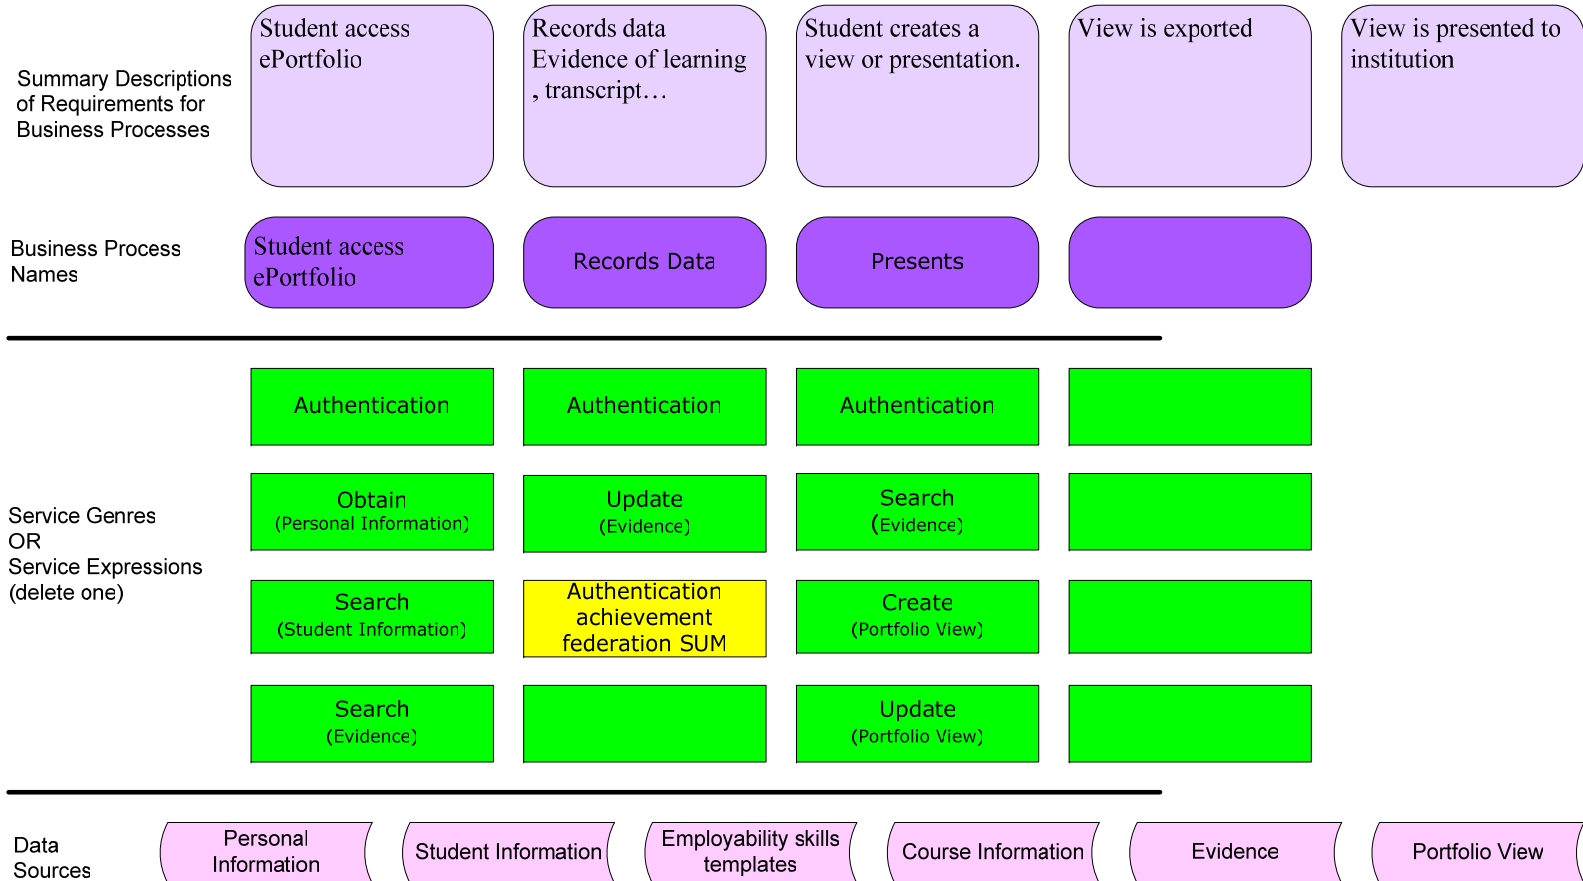 Summary Descriptions
of Requirements for
Business Processes
Student access
ePortfolio
Records data
Evidence of learning
, transcript…
Student creates a
view or presentation.
View is exported
View is presented to
institution
Business Process
Names
Student access
ePortfolio
Records Data
Presents
Service Genres
OR
Service Expressions
(delete one)
Authentication
Authentication
Authentication
Obtain
(Personal Information)
Update
(Evidence)
Search
(Evidence)
Search
(Student Information)
Authentication
achievement
federation SUM
Create
(Portfolio View)
Search
(Evidence)
Update
(Portfolio View)
Data
Sources
Personal
Information
Student Information
Employability skills
templates
Course Information
Evidence
Portfolio View